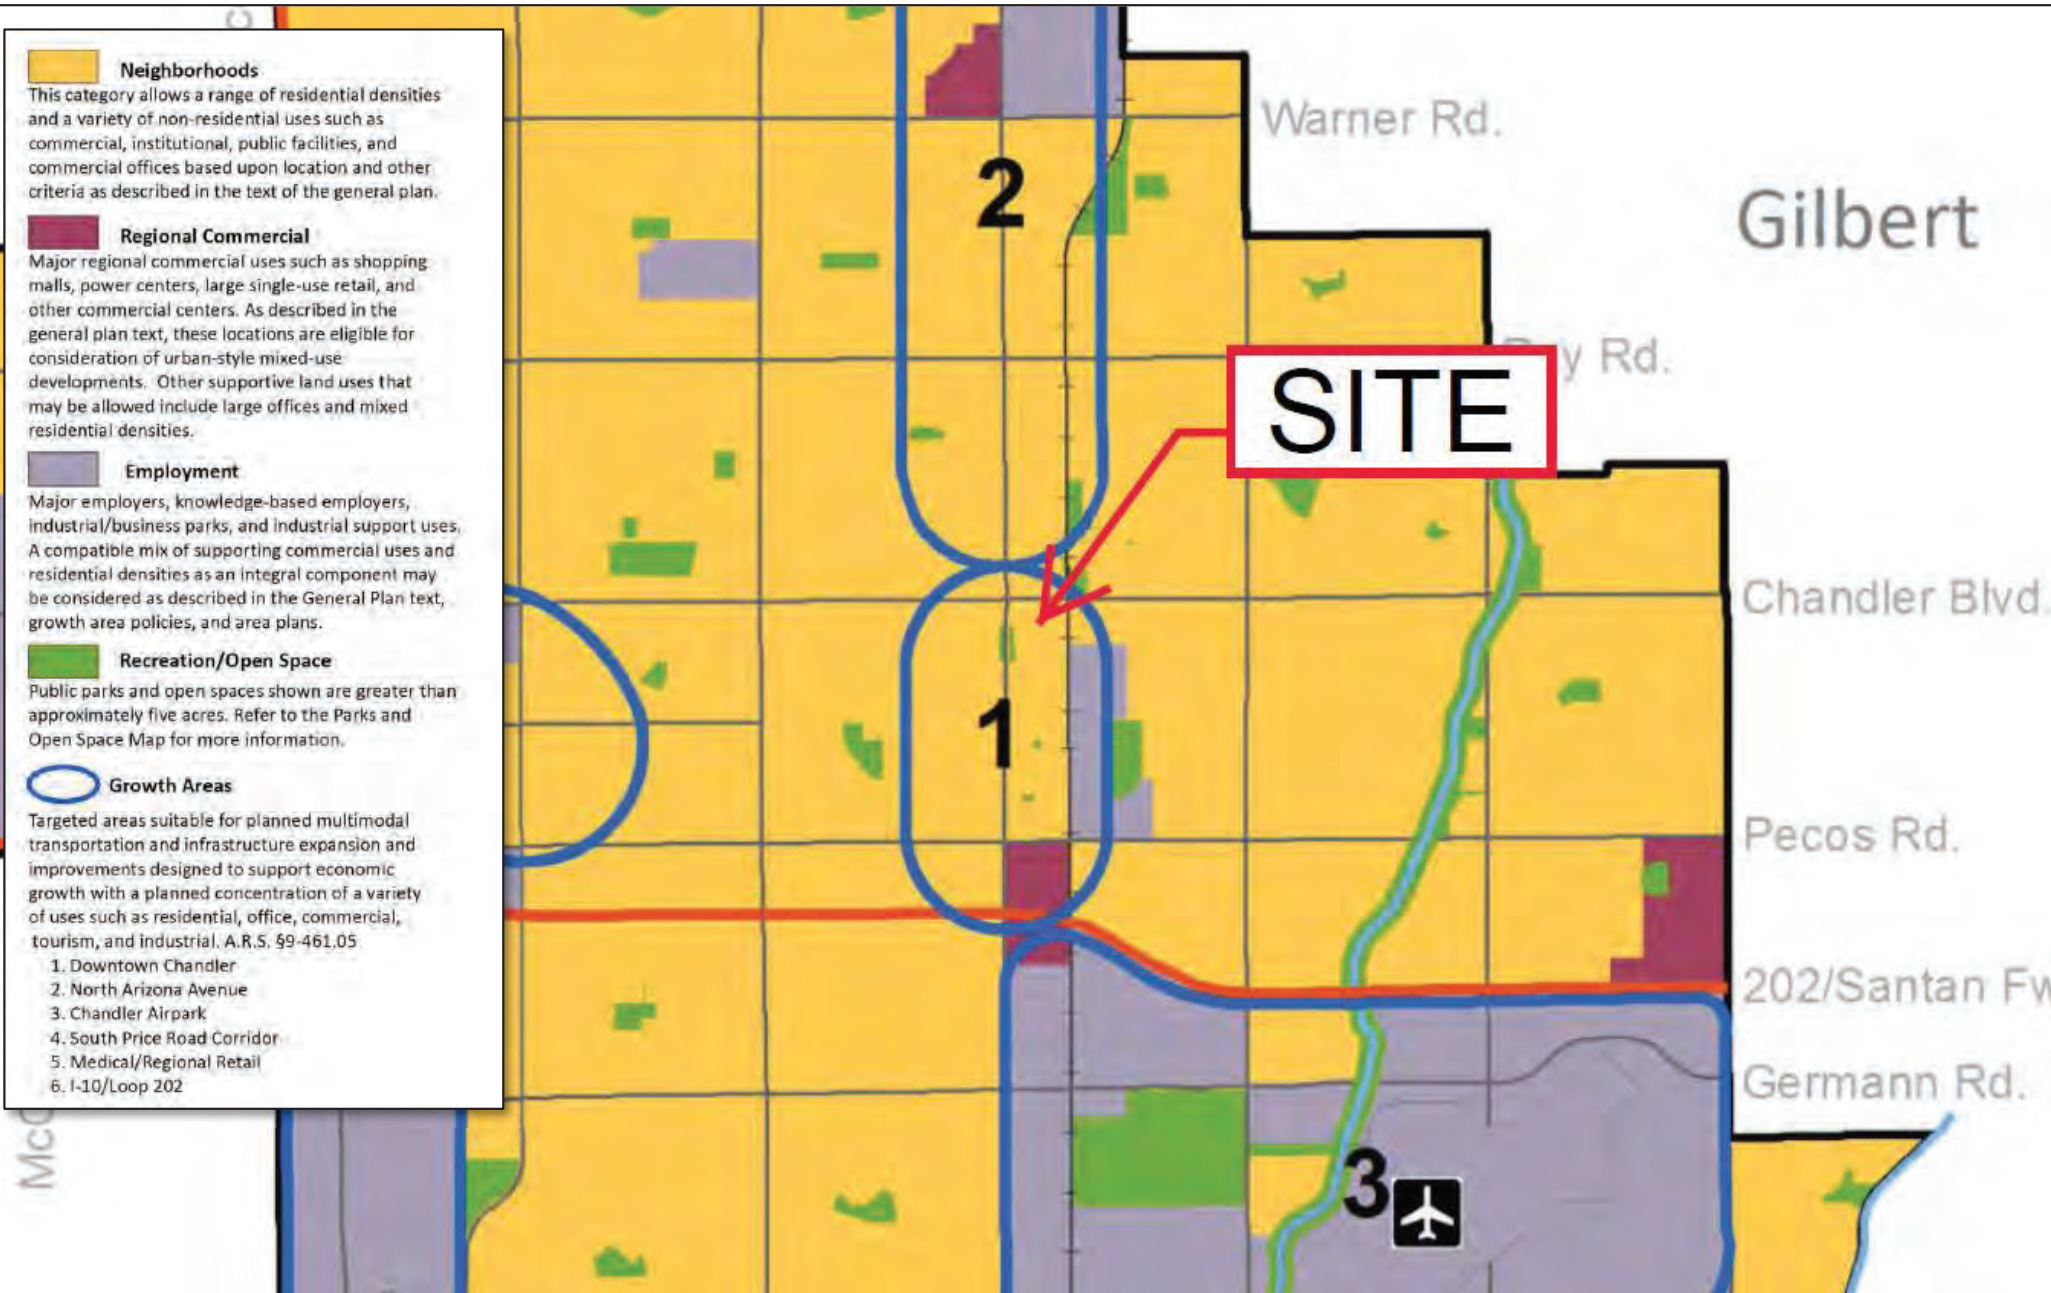 Neighborhoods
This category allows a range of residential densities
and a variety of non-residential uses such as
commercial, institutional, public facilities, and
commercial offices based upon location and other
criteria as described in the text of the general plan.
Regional Commercial
Major regional commercial uses such as shopping
malls, power centers, large single-use retail, and
other commercial centers. As described in the
general plan text, these locations are eligible for
consideration of urban-style mixed-use
developments. Other supportive land uses that
may be allowed include large offices and mixed
residential densities.
Employment
Major employers, knowledge-based employers,
industrial/business parks, and industrial support uses.
A compatible mix of supporting commercial uses and
residential densities as an integral component may
be considered as described in the General Plan text,
growth area policies, and area plans.
Recreation/Open Space
Public parks and open spaces shown are greater than
approximately five acres. Refer to the Parks and
Open Space Map for more information.
Growth Areas
Targeted areas suitable for planned multimodal
transportation and infrastructure expansion and
improvements designed to support economic
growth with a planned concentration of a variety
of uses such as residential, office, commercial,
tourism, and industrial. A.R.S. §9-461.05
1. Downtown Chandler
2. North Arizona Avenue
3. Chandler Airpark
4. South Price Road Corridor
5. Medical/Regional Retail
6. I-10/Loop 202
Warner Rd.
2
Gilbert
y Rd.
SITE
Chandler Blvd.
1
Pecos Rd.
202/Santan Fw
Germann Rd.
3
McC